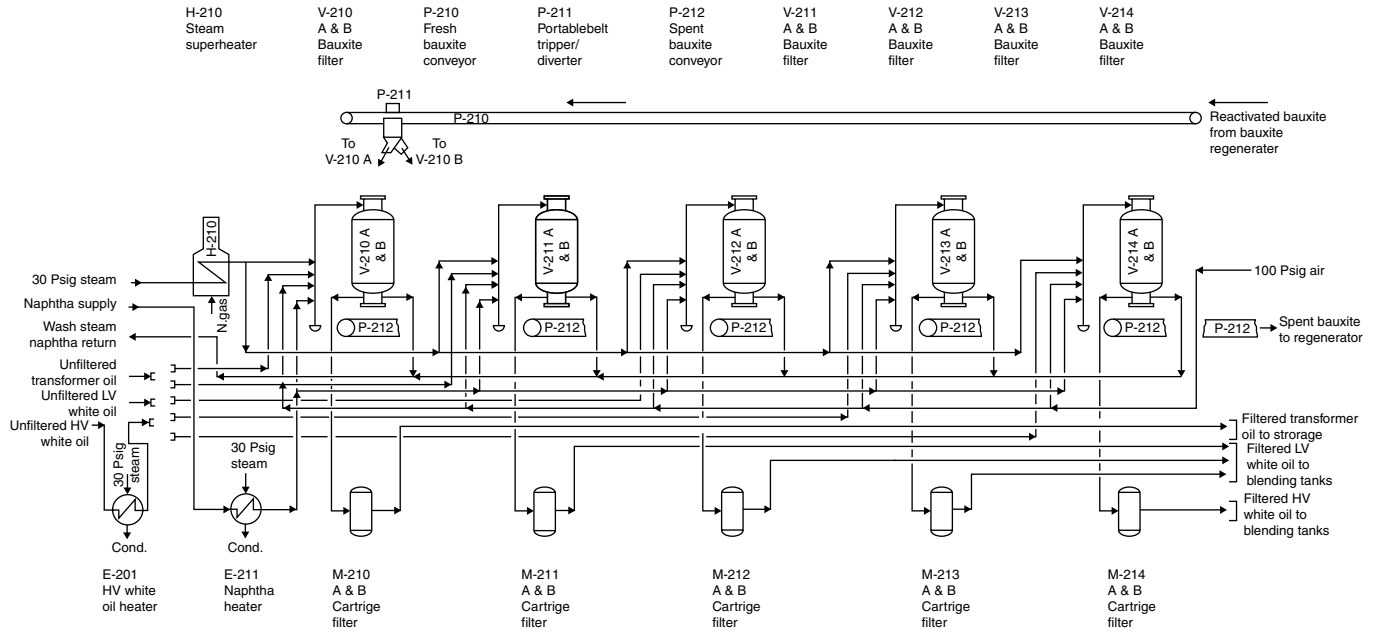 H-210
Steam
superheater
V-210
A & B
Bauxite
filter
P-210
Fresh
bauxite
conveyor
P-211
Portablebelt
tripper/
diverter
P-212
Spent
bauxite
conveyor
V-211
A & B
Bauxite
filter
V-212
A & B
Bauxite
filter
V-213
A & B
Bauxite
filter
V-214
A & B
Bauxite
filter
P-211
P-210
To
V-210 A
To
V-210 B
Reactivated bauxite
from bauxite
regenerater
H-210
V-210 A
& B
V-211 A
& B
V-212 A
& B
V-213 A
& B
V-214 A
& B
30 Psig steam
Naphtha supply
N.gas
Wash steam
naphtha return
100 Psig air
P-212
P-212
P-212
P-212
P-212
P-212
Spent bauxite
to regenerator
Unfiltered
transformer oil
Unfiltered LV
white oil
Unfiltered HV
white oil
30 Psig
steam
30 Psig
steam
Filtered transformer
oil to strorage
Filtered LV
white oil to
blending tanks
Filtered HV
white oil to
blending tanks
Cond.
Cond.
E-201
HV white
oil heater
E-211
Naphtha
heater
M-210
A & B
Cartrige
filter
M-211
A & B
Cartrige
filter
M-212
A & B
Cartrige
filter
M-213
A & B
Cartrige
filter
M-214
A & B
Cartrige
filter